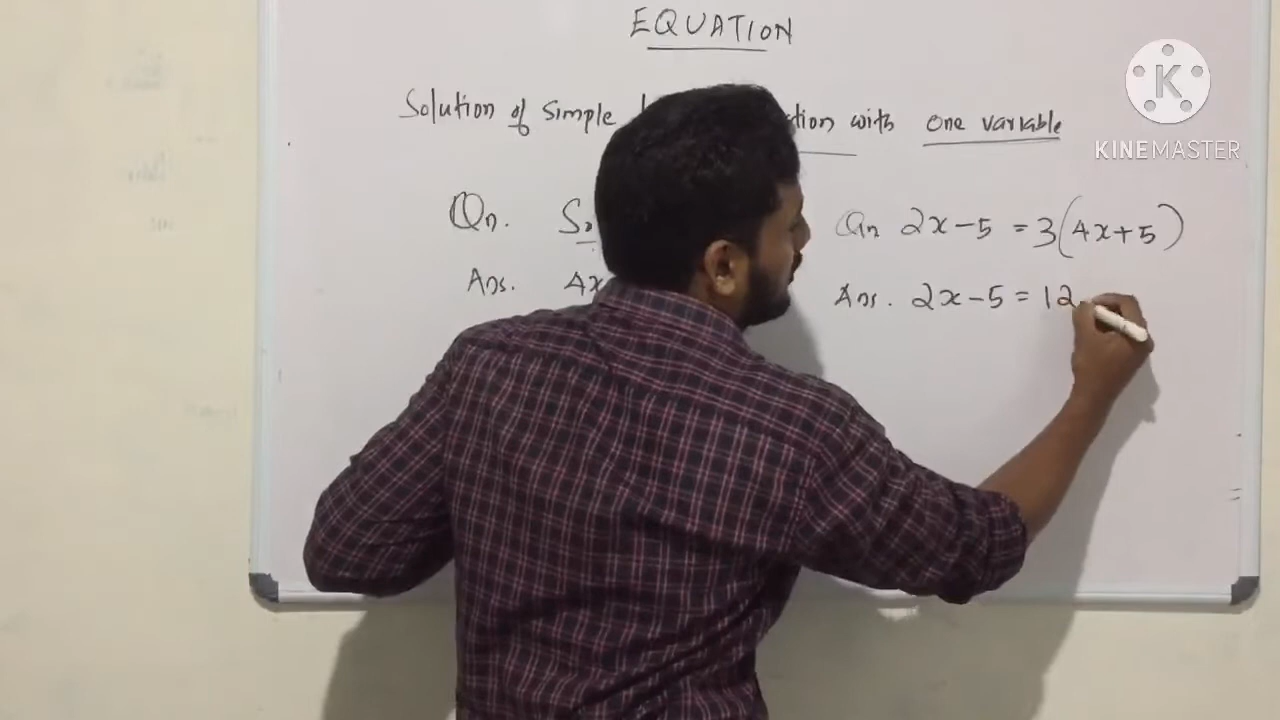 EQUATION
Solution of simple with one variable
Qn.
Ans. 4x
Qn 2x-5 = 3(4x+5)
Ans. 2x-5 = 12
K
KINEMASTER